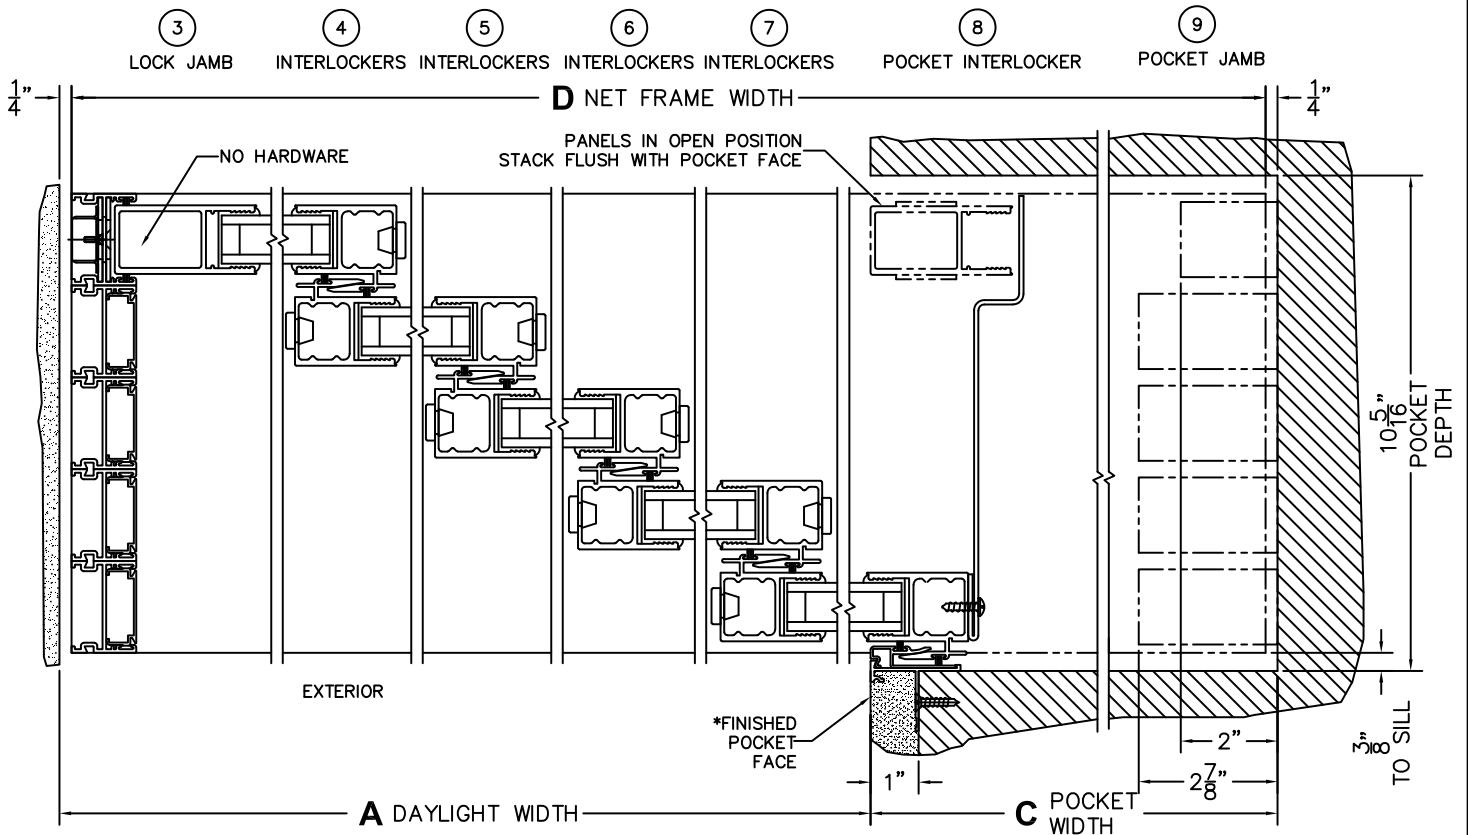 3 4 5 6 7 8 9
LOCK JAMB INTERLOCKERS INTERLOCKERS INTERLOCKERS INTERLOCKERS POCKET INTERLOCKER POCKET JAMB
1/4" D NET FRAME WIDTH 1/4"
NO HARDWARE
PANELS IN OPEN POSITION
STACK FLUSH WITH POCKET FACE
10 5/16"
POCKET
DEPTH
EXTERIOR
*FINISHED
POCKET
FACE
3/8"
TO SILL
2"
1"
2 7/8"
A DAYLIGHT WIDTH
C POCKET
WIDTH